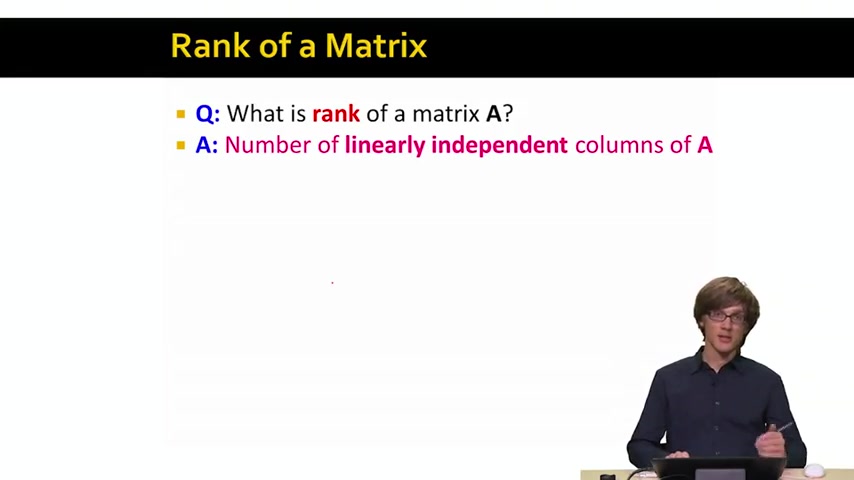 Rank of a Matrix
Q: What is rank of a matrix A?
A: Number of linearly independent columns of A